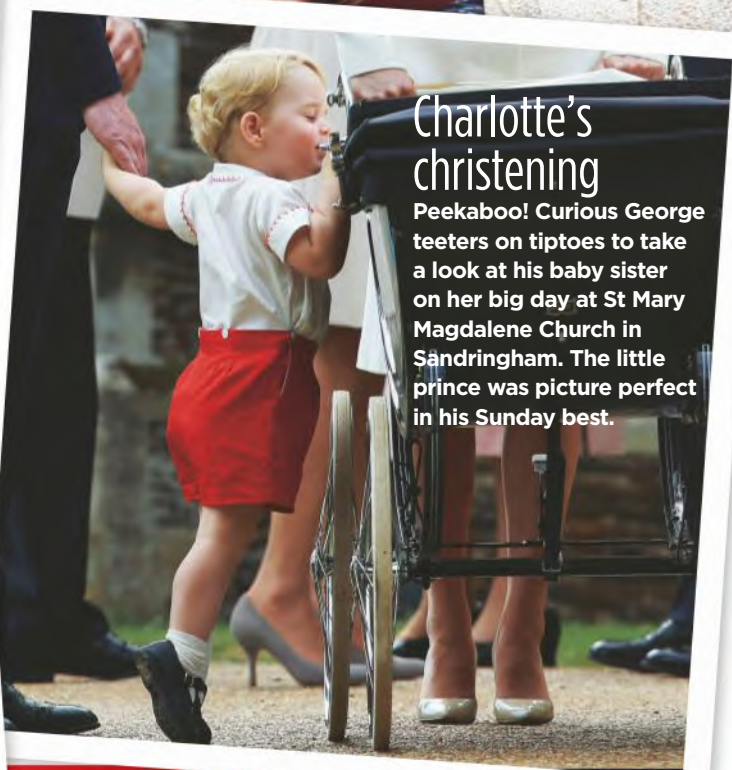 Charlotte's
christening
Peekaboo! Curious George
teeters on tiptoes to take
a look at his baby sister
on her big day at St Mary
Magdalene Church in
Sandringham. The little
prince was picture perfect
in his Sunday best.